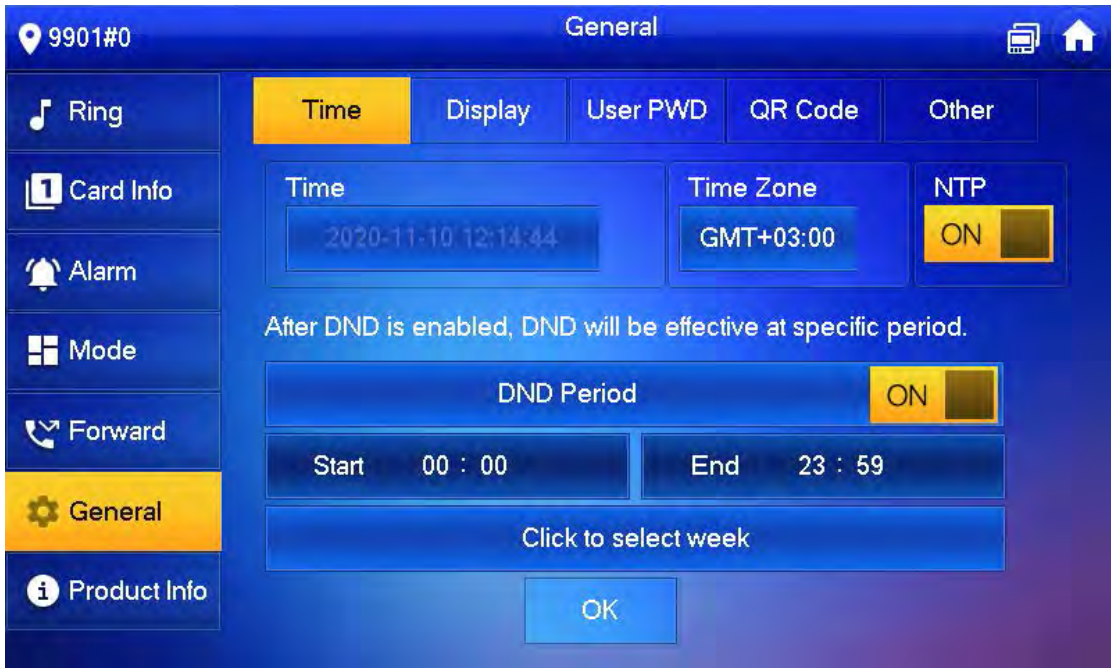 9901#0
General
Ring
Card Info
Alarm
Mode
Forward
General
Product Info
Time
Display
User PWD
QR Code
Other
Time
2020-11-10 12:14:44
Time Zone
GMT+03:00
NTP
ON
After DND is enabled, DND will be effective at specific period.
DND Period
ON
Start 00 : 00
End 23 : 59
Click to select week
OK